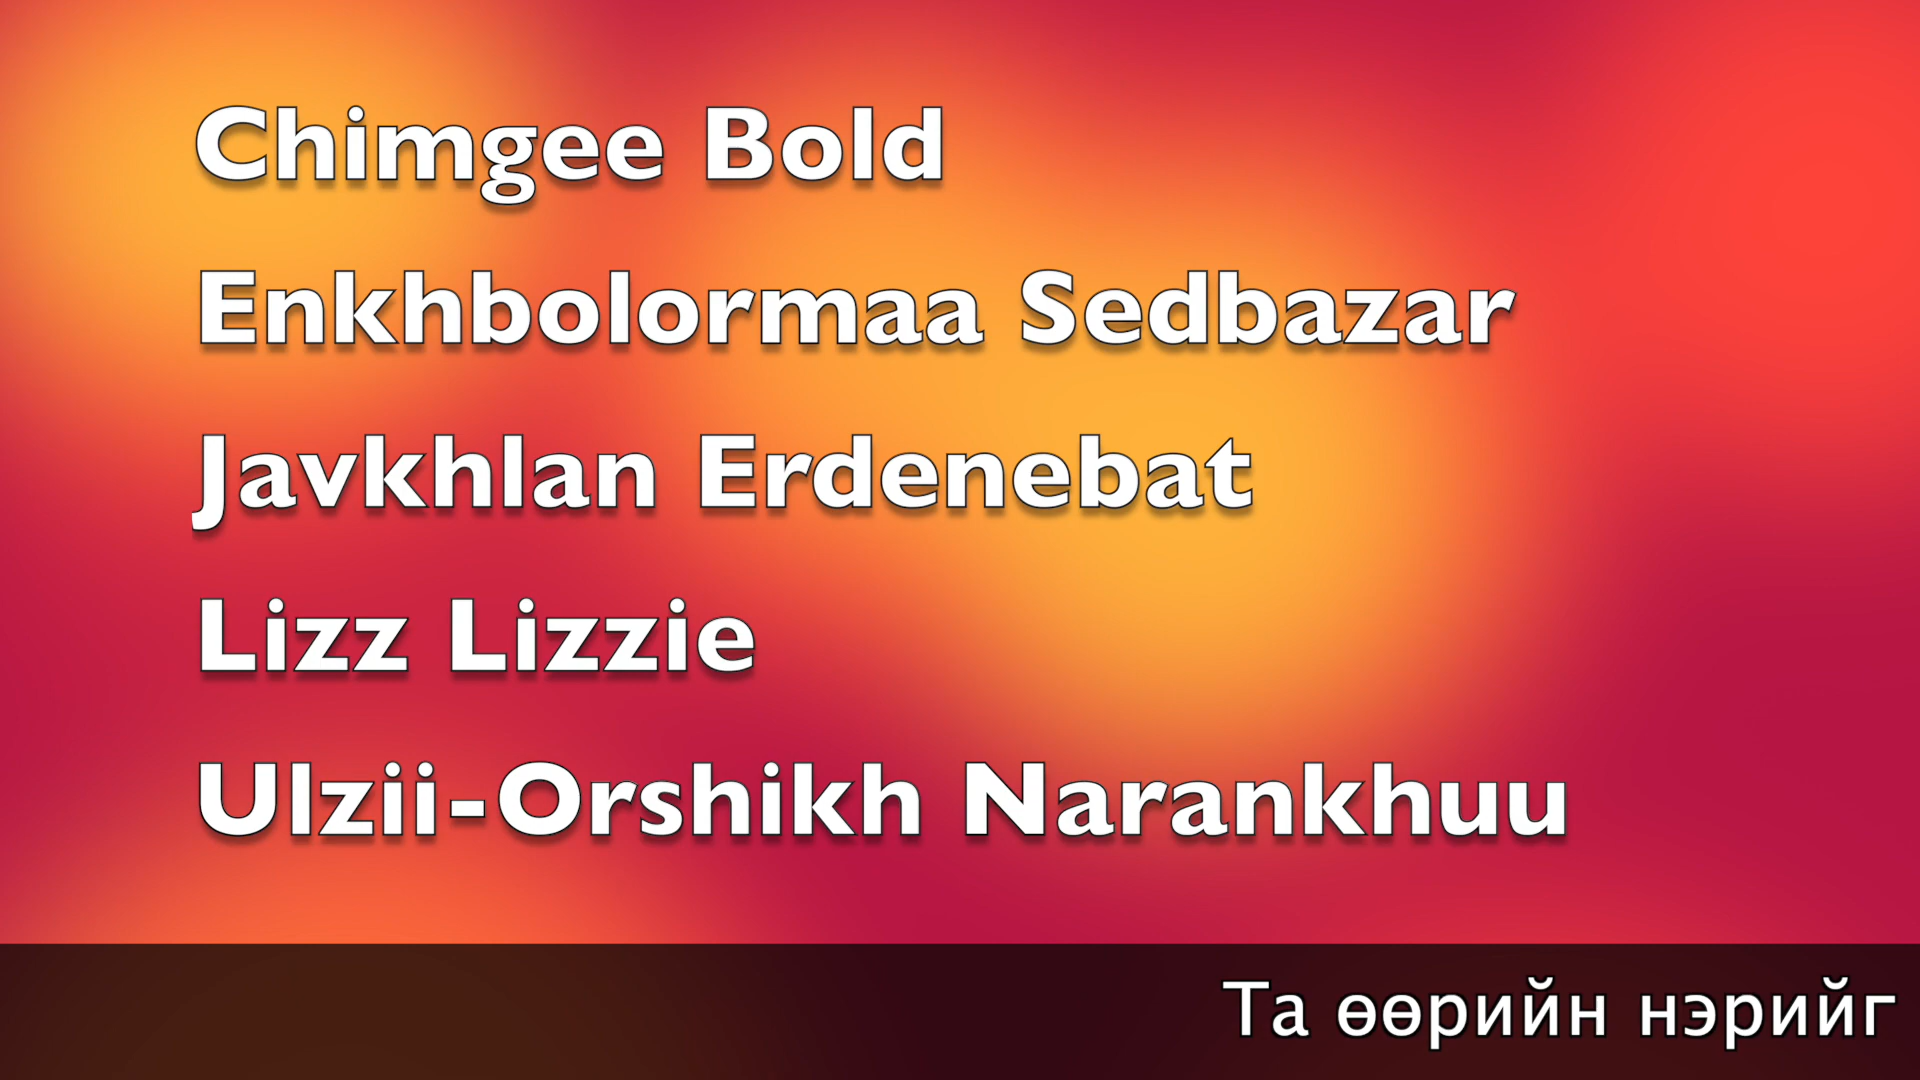 Chimgee Bold
Enkhbolormaa Sedbazar
Javkhlan Erdenebat
Lizz Lizzie
Ulzii-Orshikh Narankhuu
Та өөрийн нэрийг